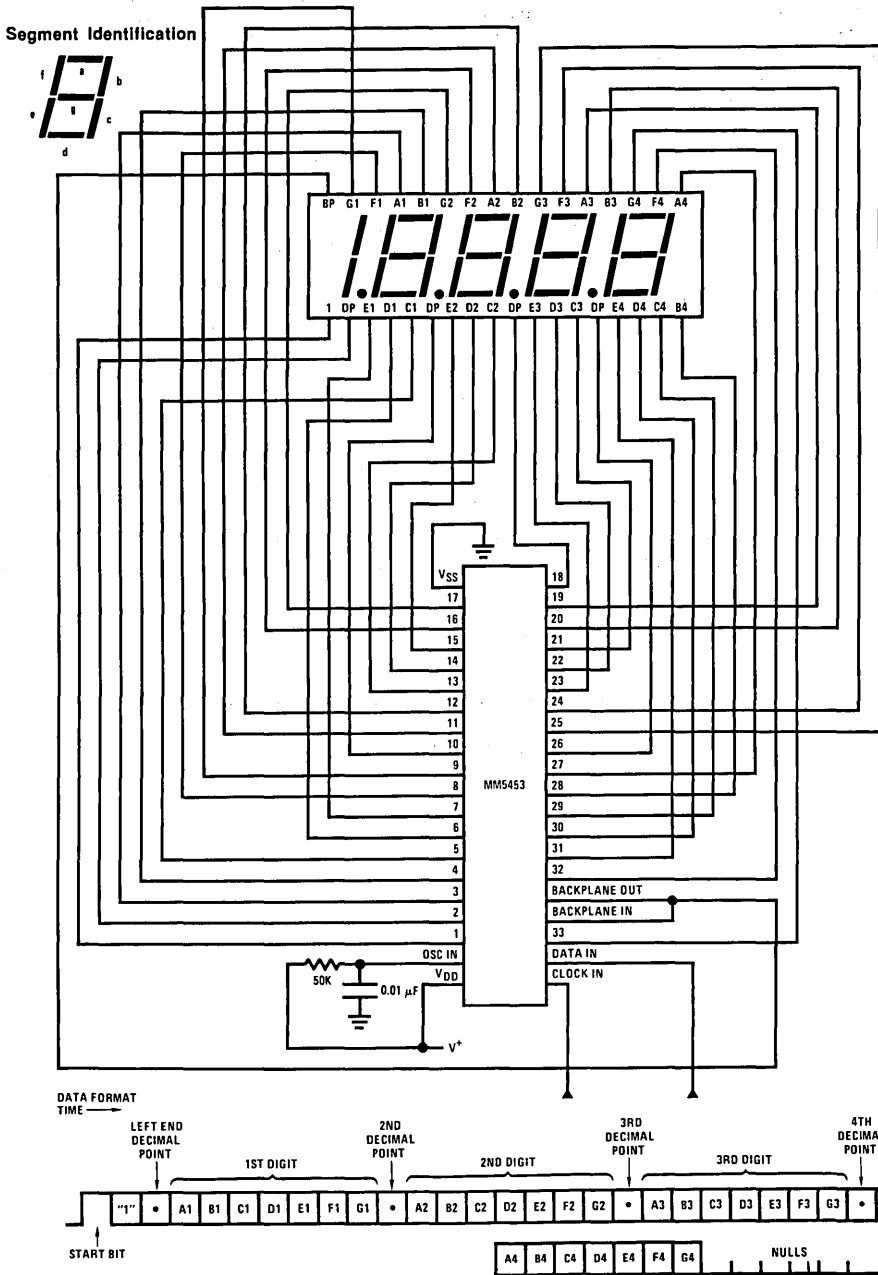 Segment Identification
a
f
b
g
e
c
d
BP G1 F1 A1 B1 G2 F2 A2 B2 G3 F3 A3 B3 G4 F4 A4
1 DP E1 D1 C1 DP E2 D2 C2 DP E3 D3 C3 DP E4 D4 C4 B4
VSS 18
17 19
16 20
15 21
14 22
13 23
12 24
11 25
10 26
9 27
MM5453
8 28
7 29
6 30
5 31
4 32
3 BACKPLANE OUT
2 BACKPLANE IN
1 33
OSC IN DATA IN
VDD CLOCK IN
50K
0.01 μF
V+
DATA FORMAT
TIME
LEFT END DECIMAL POINT
1ST DIGIT
2ND DECIMAL POINT
2ND DIGIT
3RD DECIMAL POINT
3RD DIGIT
4TH DECIMA POIN
"1" • A1 B1 C1 D1 E1 F1 G1 • A2 B2 C2 D2 E2 F2 G2 • A3 B3 C3 D3 E3 F3 G3 •
START BIT
A4 B4 C4 D4 E4 F4 G4 NULLS